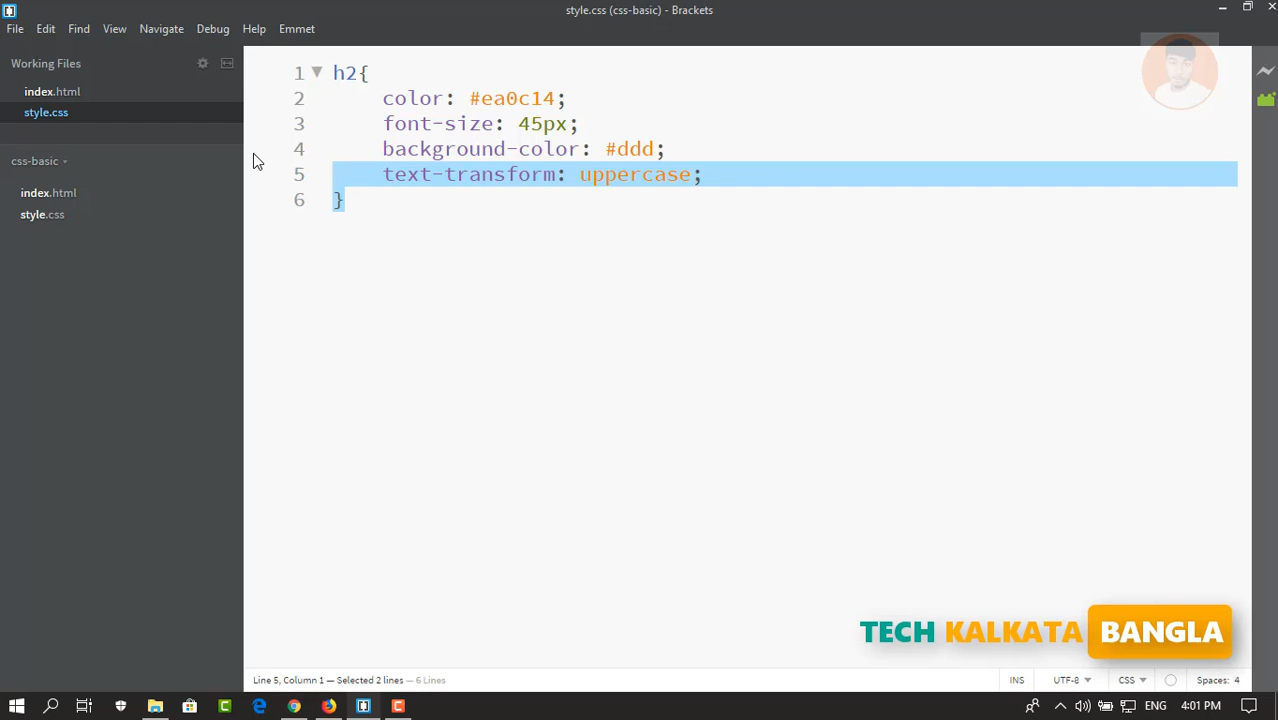 style.css (css-basic) - Brackets
File Edit Find View Navigate Debug Help Emmet
Working Files
index.html
style.css
css-basic
index.html
style.css
1 h2{
2 color: #ea0c14;
3 font-size: 45px;
4 background-color: #ddd;
5 text-transform: uppercase;
6 }
TECH KALKATA BANGLA
Line 5, Column 1 — Selected 2 lines — 6 Lines INS UTF-8 CSS Spaces: 4
ENG 4:01 PM